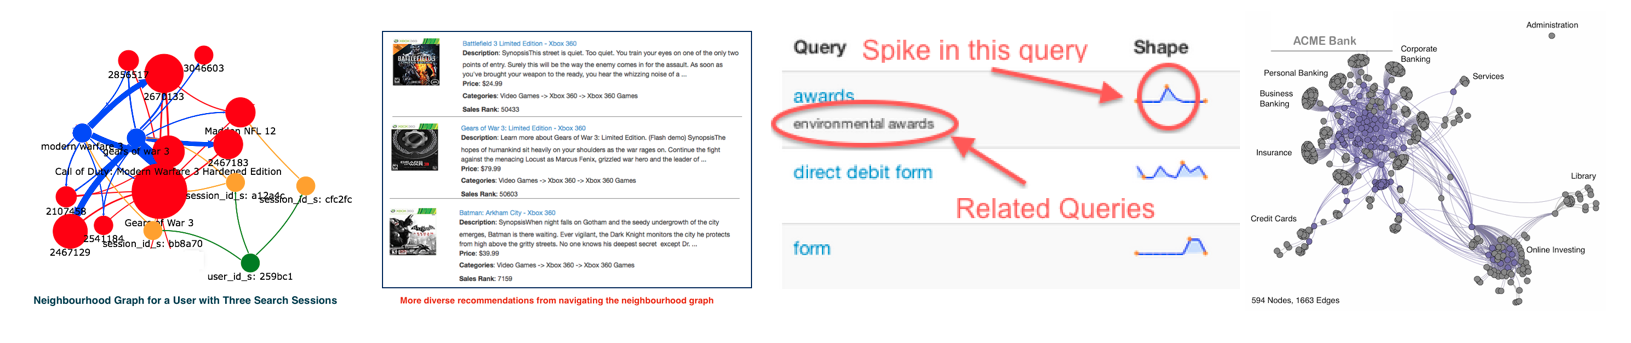 2856517
3046603
2670133
Madden NFL 12
modern warfare 3
gears of war 3
2467183
Call of Duty: Modern Warfare 3 Hardened Edition
session_id_s: a12a4c
session_id_s: cfc2fc
2107458
Gears of War 3
2541184
session_id_s: bb8a70
2467129
user_id_s: 259bc1
Neighbourhood Graph for a User with Three Search Sessions
Battlefield 3 Limited Edition - Xbox 360
Description: SynopsisThis street is quiet. Too quiet. You train your eyes on one of the only two
points of entry. Surely this will be the way the enemy comes in for the assault. As soon as
you've brought your weapon to the ready, you hear the whizzing noise of a ...
Price: $24.99
Categories: Video Games -> Xbox 360 -> Xbox 360 Games
Sales Rank: 50433
Gears of War 3: Limited Edition - Xbox 360
Description: Learn more about Gears of War 3: Limited Edition. (Flash demo) SynopsisThe
hopes of humankind sit heavily on your shoulders as the war rages on. Continue the fight
against the menacing Locust as Marcus Fenix, grizzled war hero and the leader of ...
Price: $79.99
Categories: Video Games -> Xbox 360 -> Xbox 360 Games
Sales Rank: 50603
Batman: Arkham City - Xbox 360
Description: SynopsisWhen night falls on Gotham and the seedy undergrowth of the city
emerges, Batman is there waiting. Ever vigilant, the Dark Knight monitors the city he protects
from high above the gritty streets. No one knows his deepest secret except Dr. ...
Price: $39.99
Categories: Video Games -> Xbox 360 -> Xbox 360 Games
Sales Rank: 7159
More diverse recommendations from navigating the neighbourhood graph
Query
Spike in this query
Shape
awards
environmental awards
direct debit form
Related Queries
form
Administration
ACME Bank
Corporate
Banking
Personal Banking
Services
Business
Banking
Insurance
Library
Credit Cards
Online Investing
594 Nodes, 1663 Edges